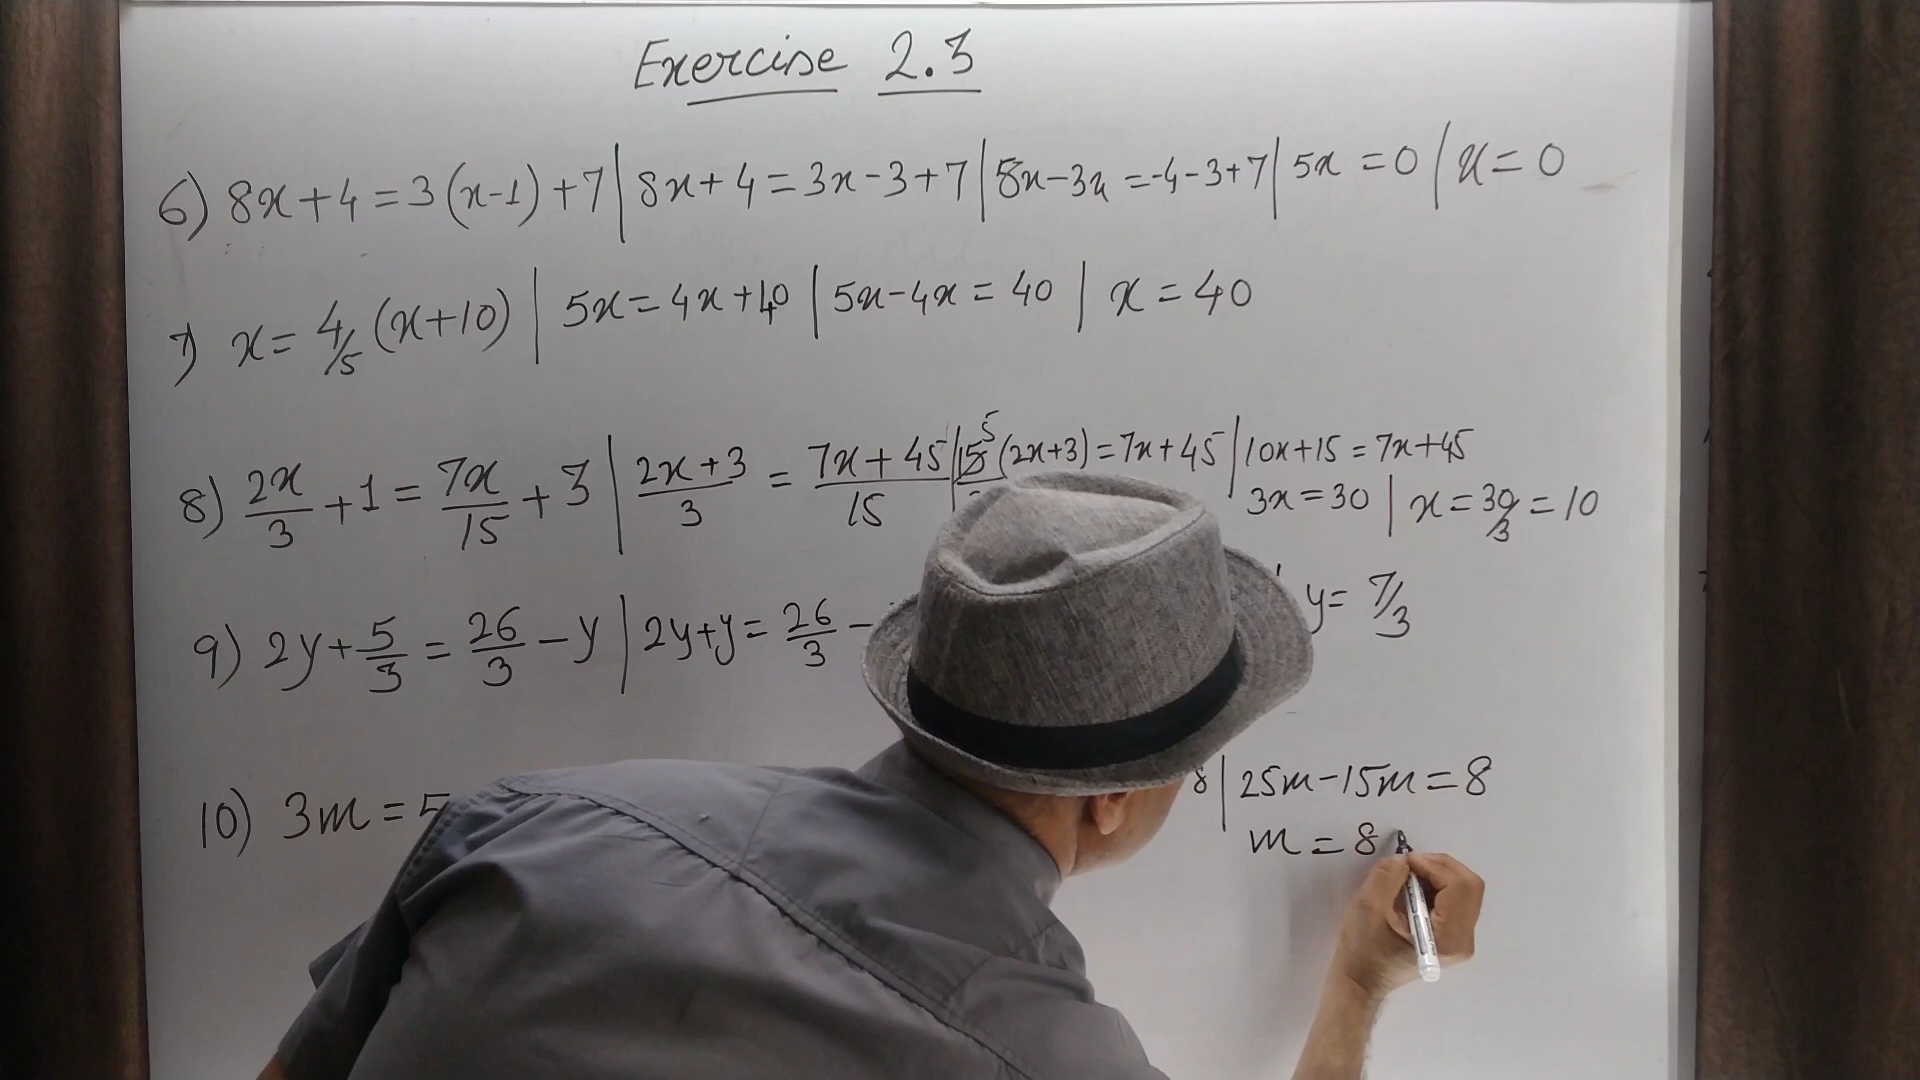 Exercise 2.3
6) 8x+4=3(x-1)+7 | 8x+4=3x-3+7 | 8x-3x=-4-3+7 | 5x=0 | x=0
7) x=4/5(x+10) | 5x=4x+40 | 5x-4x=40 | x=40
8) 2x/3+1=7x/15+3 | 2x+3/3=7x+45/15 | 15 5(2x+3)=7x+45 | 10x+15=7x+45
3x=30 | x=30/3=10
9) 2y+5/3=26/3-y | 2y+y=26/3- y=7/3
10) 3m=5 8 | 25m-15m=8
m=8